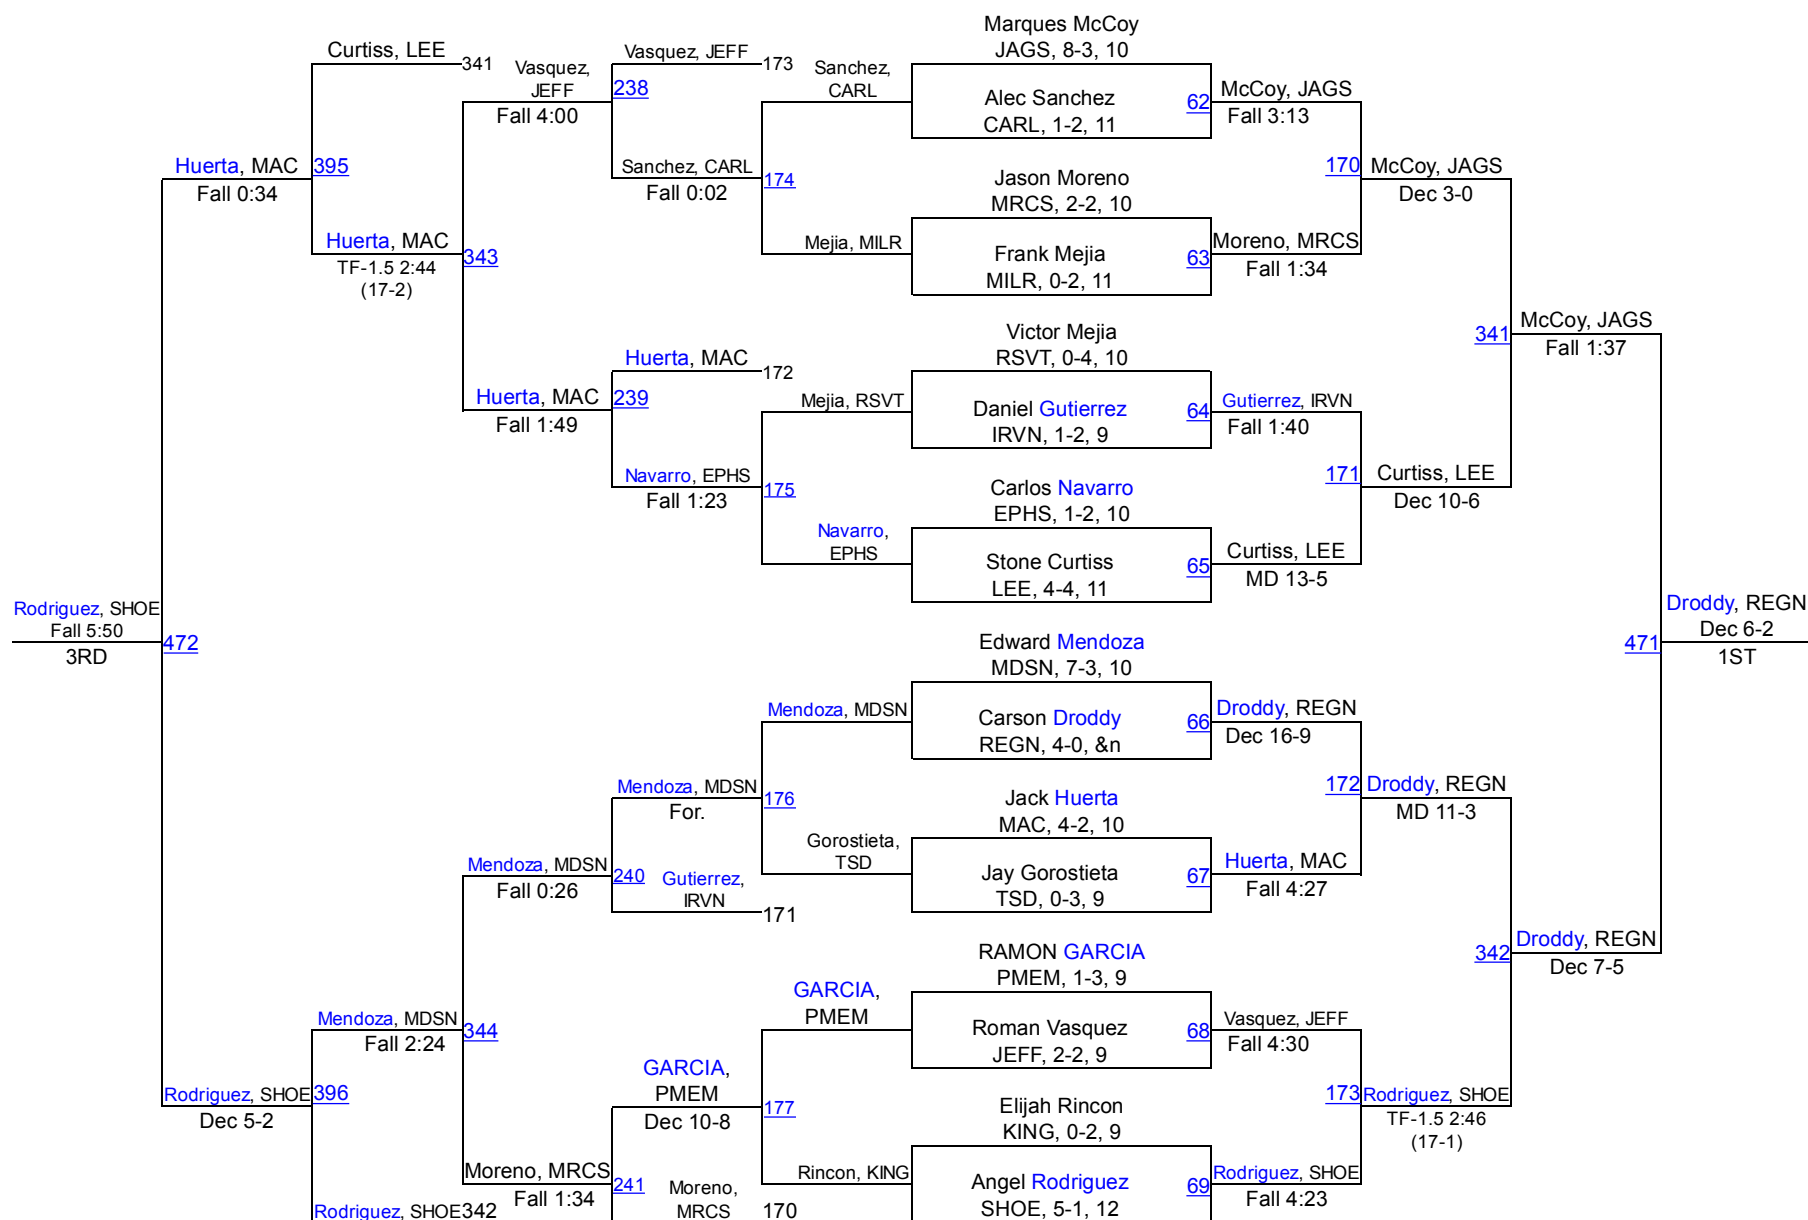 Marques McCoy
Curtiss, LEE
341
Vasquez,
JEFF
Fall 4:00
Vasquez, JEFF
173
238
Sanchez,
CARL
JAGS, 8-3, 10
Alec Sanchez
CARL, 1-2, 11
62
McCoy, JAGS
Fall 3:13
Huerta, MAC
Fall 0:34
395
Sanchez, CARL
Fall 0:02
174
Jason Moreno
MRCS, 2-2, 10
170
McCoy, JAGS
Dec 3-0
Huerta, MAC
TF-1.5 2:44
(17-2)
343
Mejia, MILR
Frank Mejia
MILR, 0-2, 11
63
Moreno, MRCS
Fall 1:34
Victor Mejia
RSVT, 0-4, 10
341
McCoy, JAGS
Fall 1:37
Huerta, MAC
172
Huerta, MAC
Fall 1:49
239
Mejia, RSVT
Daniel Gutierrez
IRVN, 1-2, 9
64
Gutierrez, IRVN
Fall 1:40
Navarro, EPHS
Fall 1:23
175
Carlos Navarro
EPHS, 1-2, 10
171
Curtiss, LEE
Dec 10-6
Navarro,
EPHS
Stone Curtiss
LEE, 4-4, 11
65
Curtiss, LEE
MD 13-5
Rodriguez, SHOE
Fall 5:50
3RD
472
Edward Mendoza
MDSN, 7-3, 10
471
Droddy, REGN
Dec 6-2
1ST
Mendoza, MDSN
Carson Droddy
REGN, 4-0, &n
66
Droddy, REGN
Dec 16-9
Mendoza, MDSN
For.
176
Jack Huerta
MAC, 4-2, 10
172
Droddy, REGN
MD 11-3
Mendoza, MDSN
Fall 0:26
240
Gutierrez,
IRVN
171
Gorostieta,
TSD
Jay Gorostieta
TSD, 0-3, 9
67
Huerta, MAC
Fall 4:27
RAMON GARCIA
PMEM, 1-3, 9
342
Droddy, REGN
Dec 7-5
GARCIA,
PMEM
Mendoza, MDSN
Fall 2:24
344
Roman Vasquez
JEFF, 2-2, 9
68
Vasquez, JEFF
Fall 4:30
Rodriguez, SHOE
Dec 5-2
396
GARCIA,
PMEM
Dec 10-8
177
Elijah Rincon
KING, 0-2, 9
173
Rodriguez, SHOE
TF-1.5 2:46
(17-1)
Moreno, MRCS
Fall 1:34
241
Moreno,
MRCS
170
Rincon, KING
Angel Rodriguez
SHOE, 5-1, 12
69
Rodriguez, SHOE
Fall 4:23
Rodriguez, SHOE
342